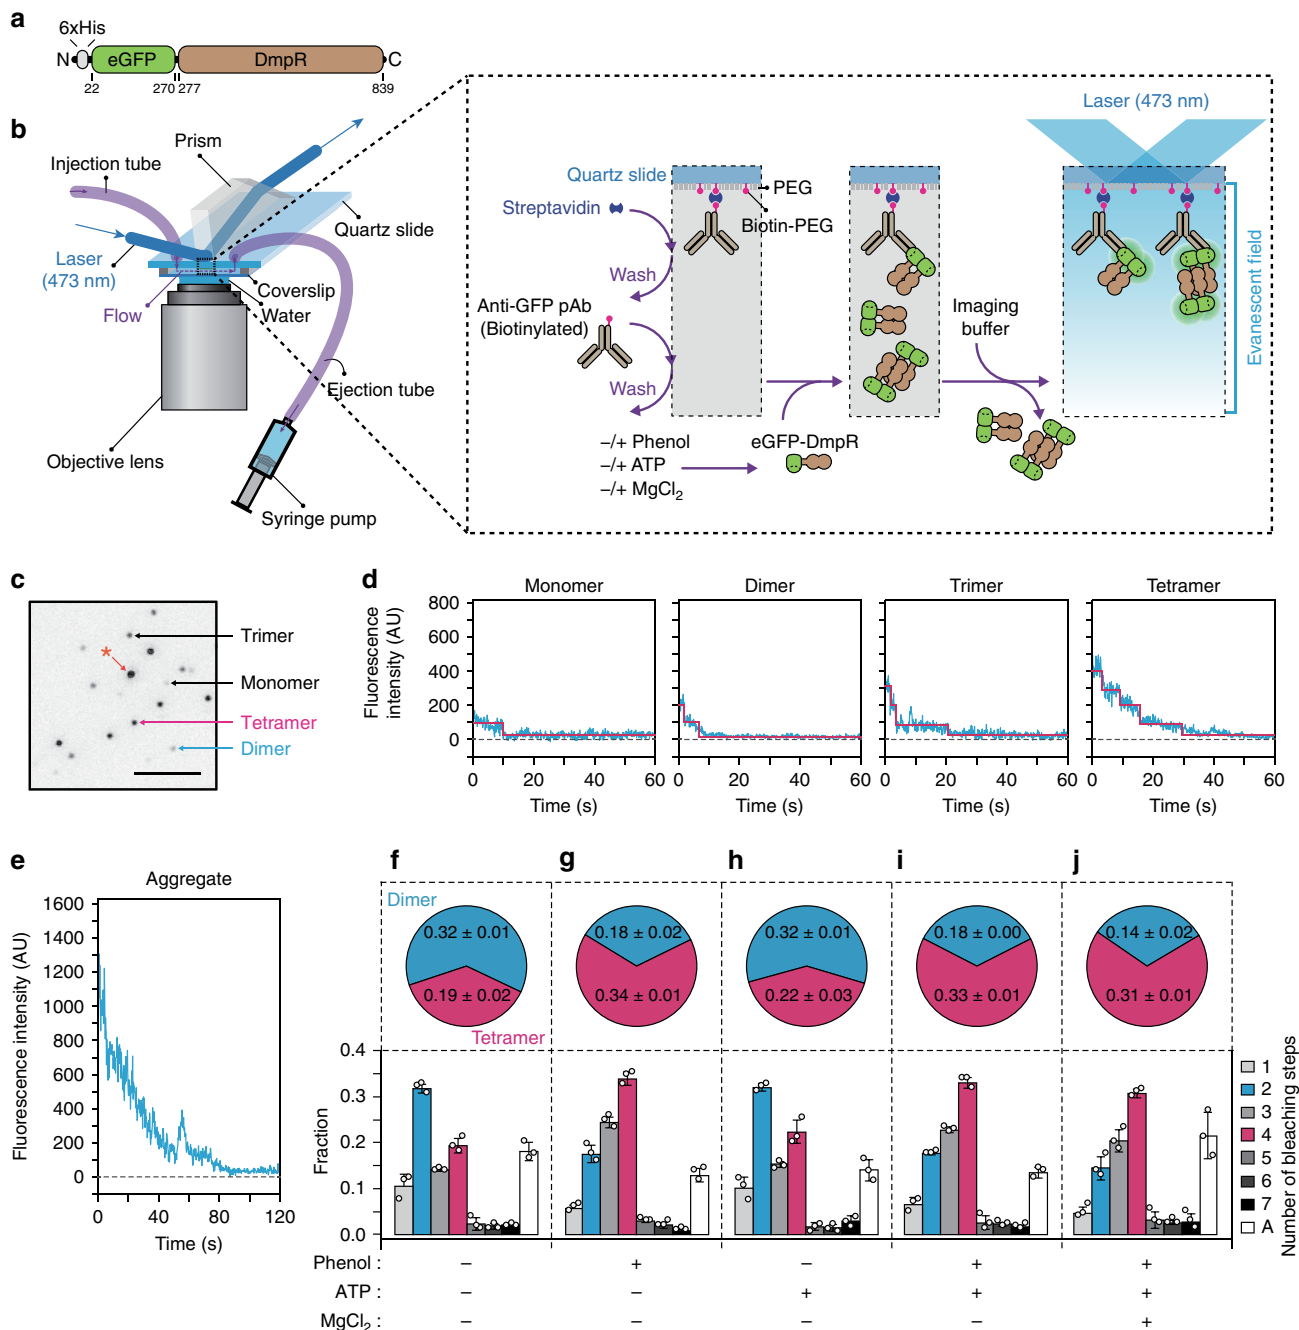 a
6xHis
N
eGFP
DmpR
C
22
270
277
839
b
Injection tube
Prism
Quartz slide
Laser
(473 nm)
Flow
Coverslip
Water
Ejection tube
Objective lens
Syringe pump
Quartz slide
PEG
Streptavidin
Biotin-PEG
Wash
Anti-GFP pAb
(Biotinylated)
Wash
−/+ Phenol
−/+ ATP
−/+ MgCl2
eGFP-DmpR
Imaging
buffer
Laser (473 nm)
Evanescent field
c
*
Trimer
Monomer
Tetramer
Dimer
d
Monomer
Dimer
Trimer
Tetramer
Fluorescence
intensity (AU)
800
600
400
200
0
0 20 40 60
0 20 40 60
0 20 40 60
0 20 40 60
Time (s)
Time (s)
Time (s)
Time (s)
e
Aggregate
Fluorescence intensity (AU)
1600
1400
1200
1000
800
600
400
200
0
0 40 80 120
Time (s)
f
g
h
i
j
Dimer
0.32 ± 0.01
0.19 ± 0.02
Tetramer
0.18 ± 0.02
0.34 ± 0.01
0.32 ± 0.01
0.22 ± 0.03
0.18 ± 0.00
0.33 ± 0.01
0.14 ± 0.02
0.31 ± 0.01
Fraction
0.4
0.3
0.2
0.1
0.0
1
2
3
4
5
6
7
A
Number of bleaching steps
Phenol : − + − + +
ATP : − − + + +
MgCl2 : − − − − +